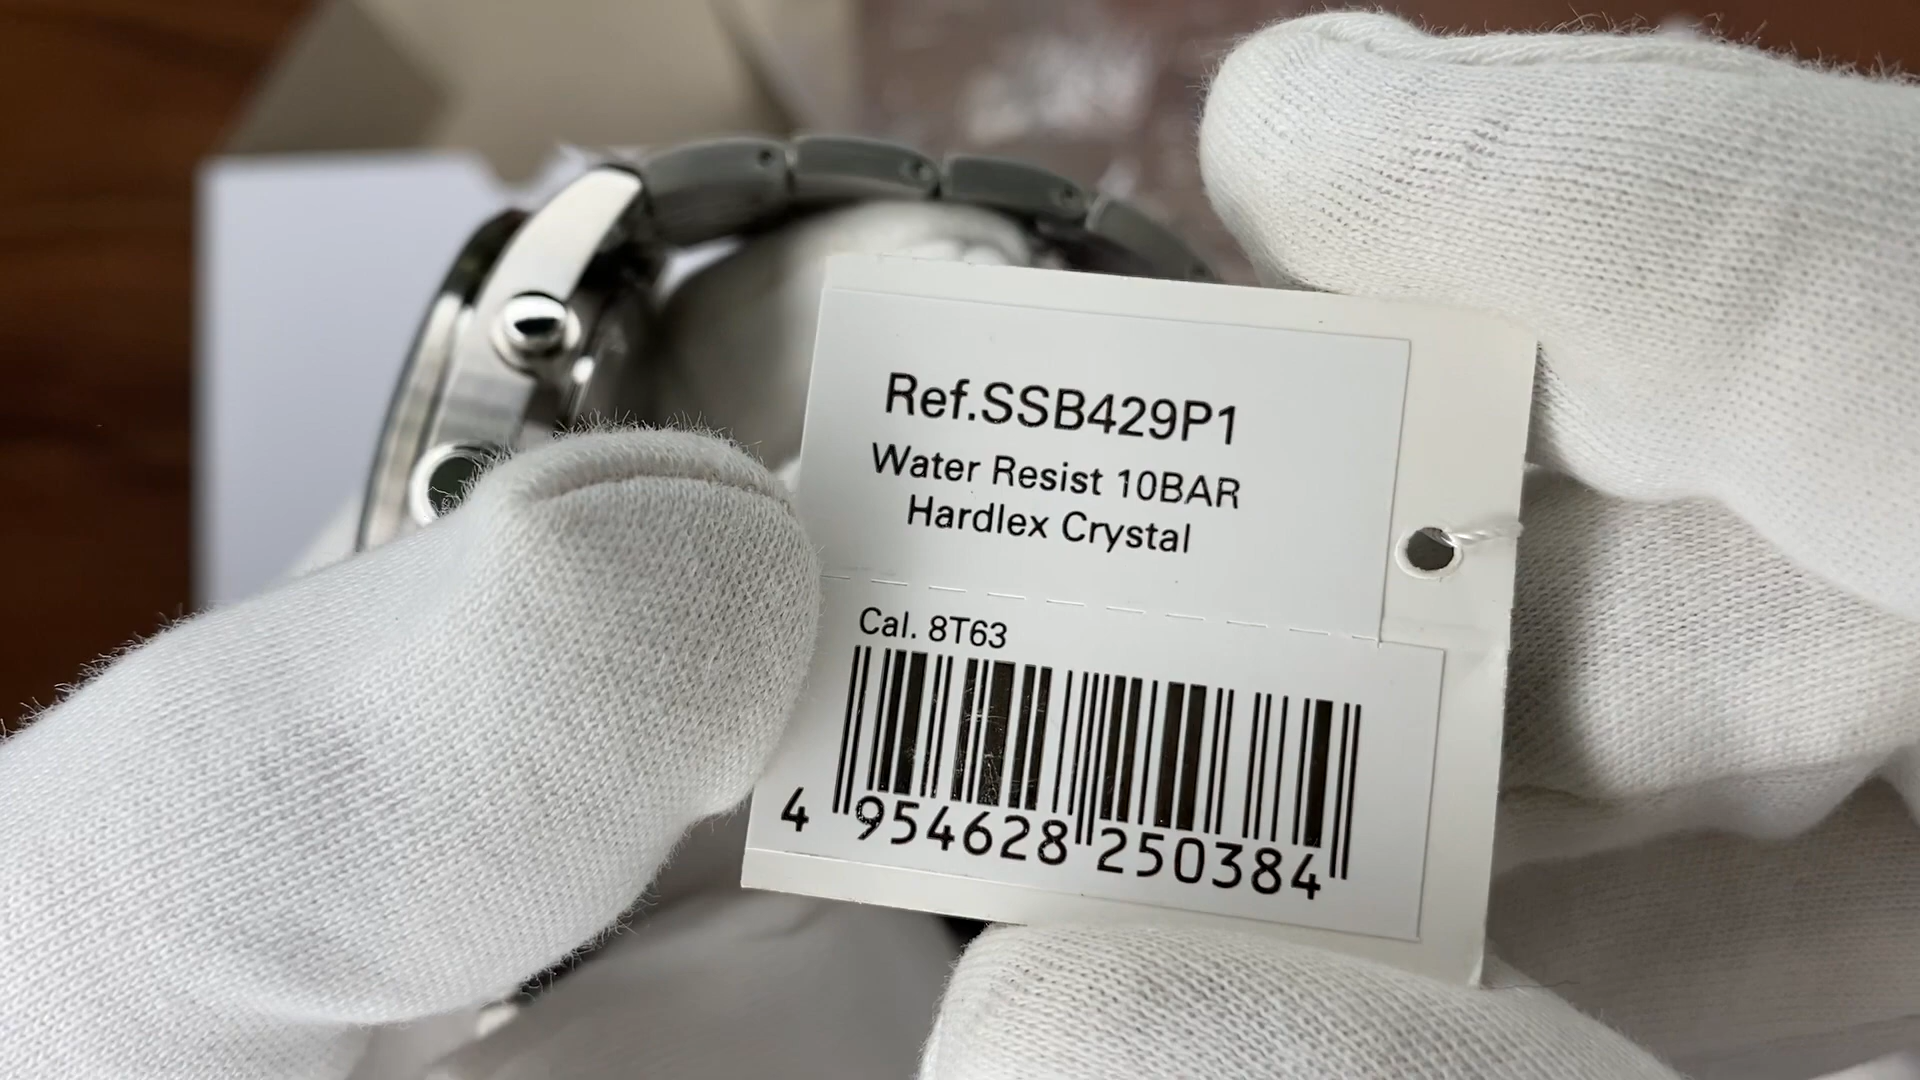 Ref.SSB429P1
Water Resist 10BAR
Hardlex Crystal
Cal. 8T63
4 954628 250384